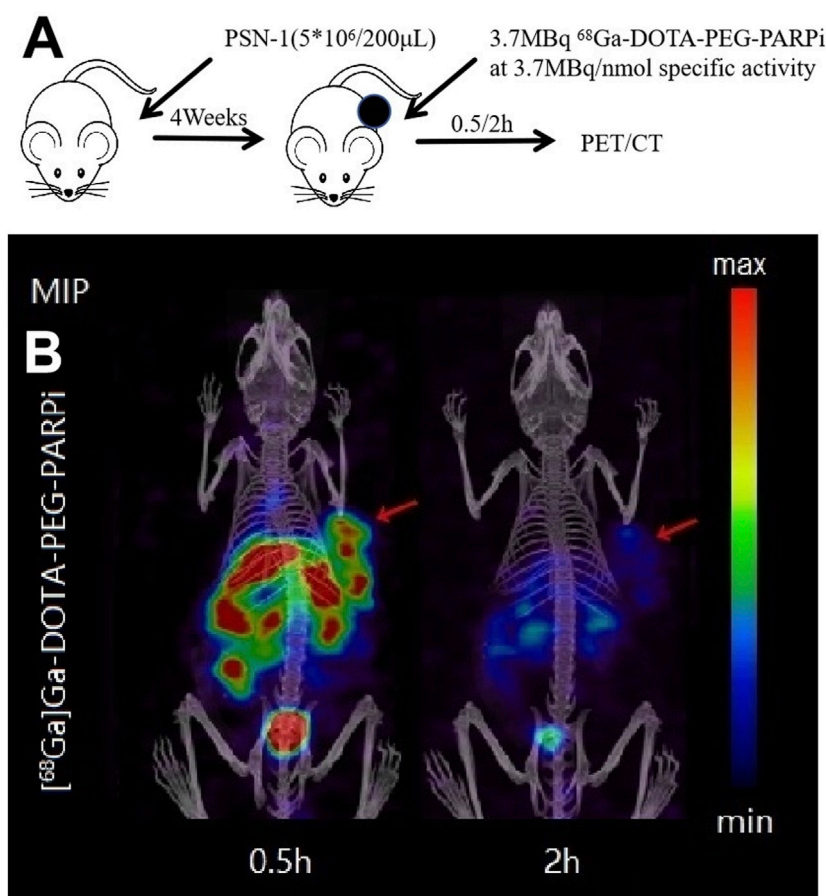 A
PSN-1(5*10⁶/200μL)
3.7MBq ⁶⁸Ga-DOTA-PEG-PARPi
at 3.7MBq/nmol specific activity
4Weeks
0.5/2h
PET/CT
MIP
max
B
[⁶⁸Ga]Ga-DOTA-PEG-PARPi
min
0.5h
2h